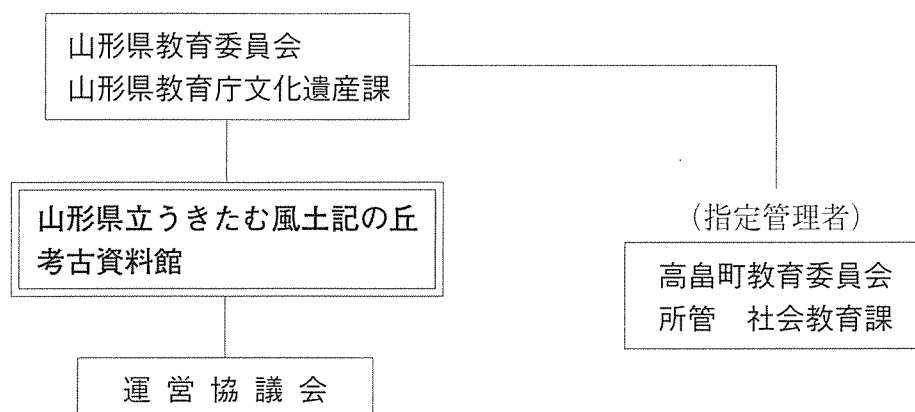 山形県教育委員会
山形県教育庁文化遺産課
山形県立うきたむ風土記の丘
考古資料館
(指定管理者)
高畠町教育委員会
所管　社会教育課
運 営 協 議 会